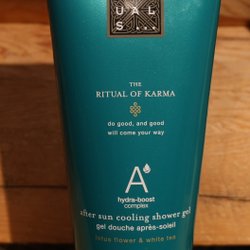 UAL
S...
THE
RITUAL OF KARMA
do good, and good
will come your way
A
hydra-boost
complex
after sun cooling shower gel
gel douche après-soleil
lotus flower & white tea